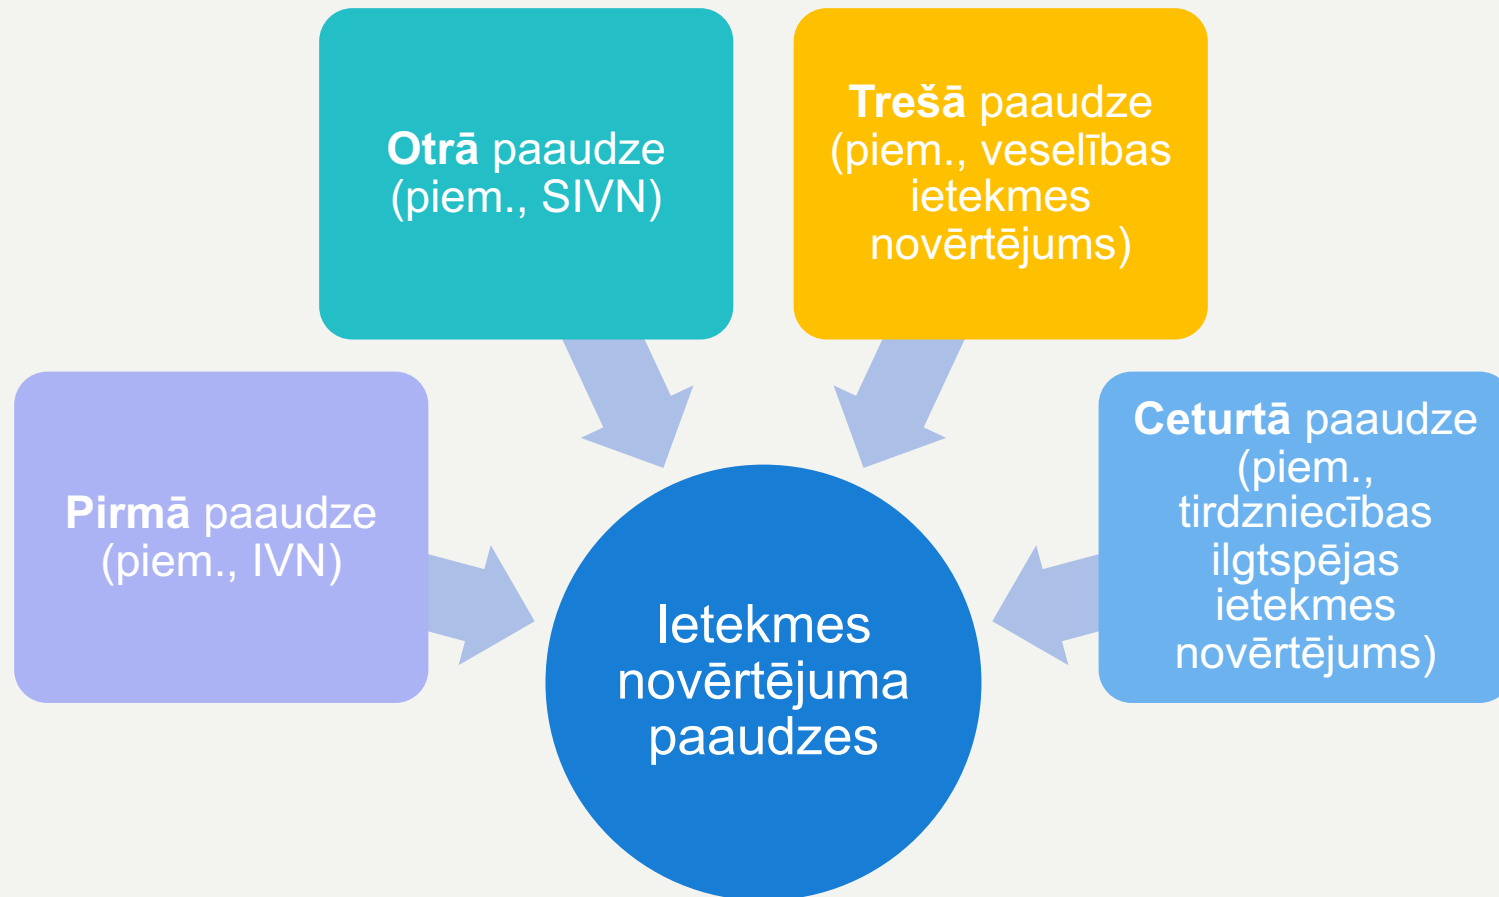 Otrā paaudze
(piem., SIVN)
Trešā paaudze
(piem., veselības
ietekmes
novērtējums)
Pirmā paaudze
(piem., IVN)
Ceturtā paaudze
(piem.,
tirdzniecības
ilgtspējas
ietekmes
novērtējums)
Ietekmes
novērtējuma
paaudzes